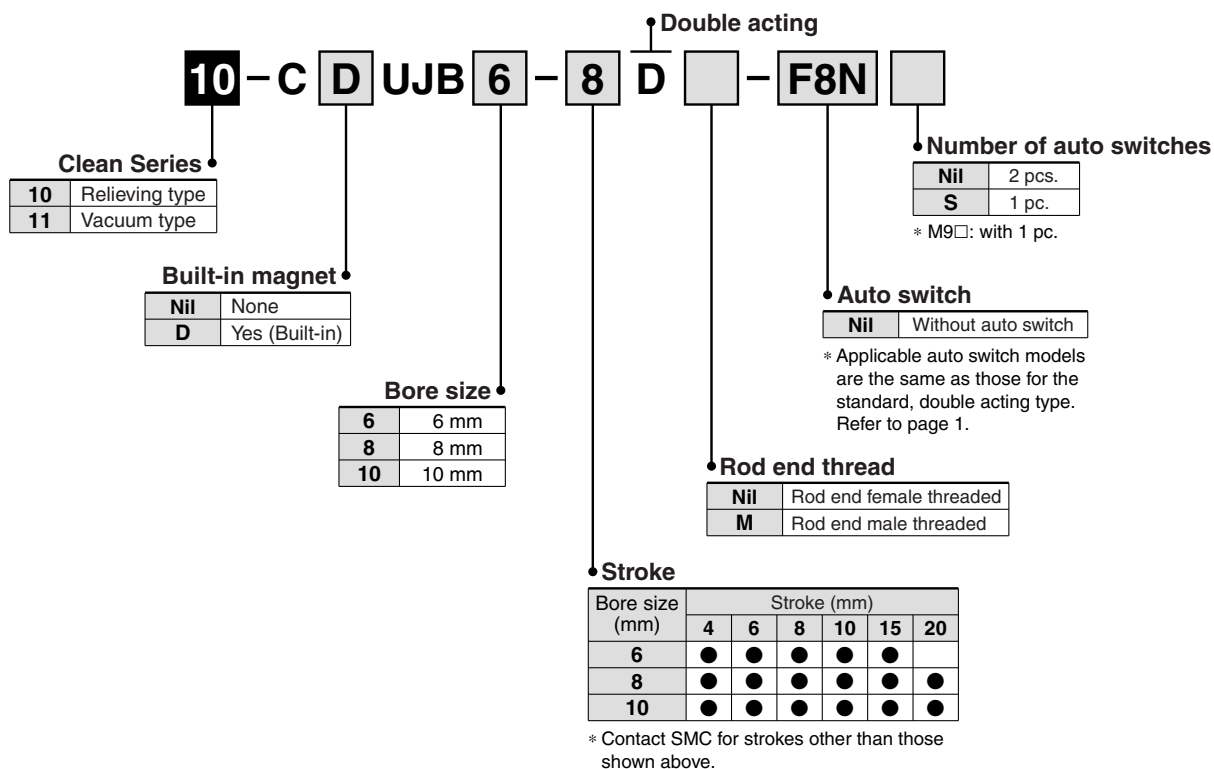 Double acting
10 – C D UJB 6 – 8 D – F8N
Clean Series
10 Relieving type
11 Vacuum type
Built-in magnet
Nil None
D Yes (Built-in)
Bore size
6 6 mm
8 8 mm
10 10 mm
Number of auto switches
Nil 2 pcs.
S 1 pc.
* M9□: with 1 pc.
Auto switch
Nil Without auto switch
* Applicable auto switch models
are the same as those for the
standard, double acting type.
Refer to page 1.
Rod end thread
Nil Rod end female threaded
M Rod end male threaded
Stroke
Bore size (mm) Stroke (mm)
4 6 8 10 15 20
6 ● ● ● ● ●
8 ● ● ● ● ● ●
10 ● ● ● ● ● ●
* Contact SMC for strokes other than those
shown above.